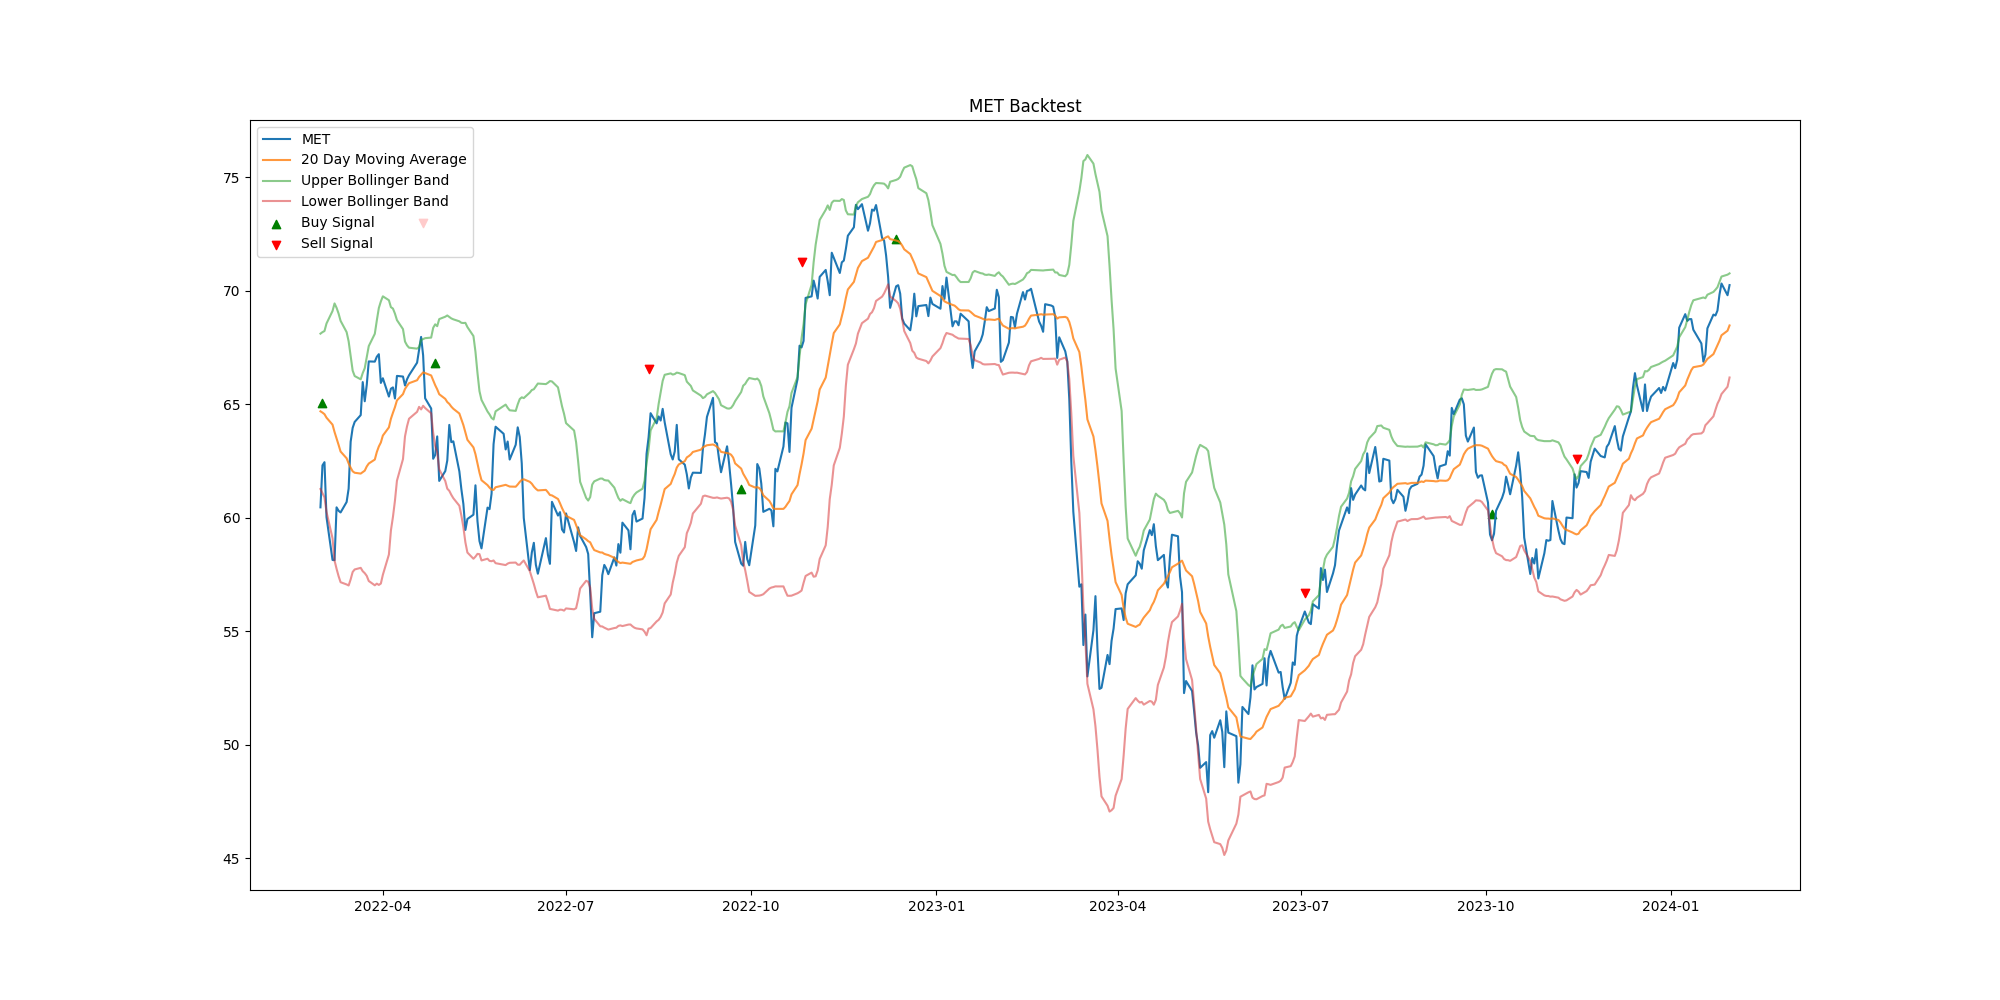 MET Backtest
MET
20 Day Moving Average
Upper Bollinger Band
Lower Bollinger Band
Buy Signal
Sell Signal
75
70
65
60
55
50
45
2022-04 2022-07 2022-10 2023-01 2023-04 2023-07 2023-10 2024-01